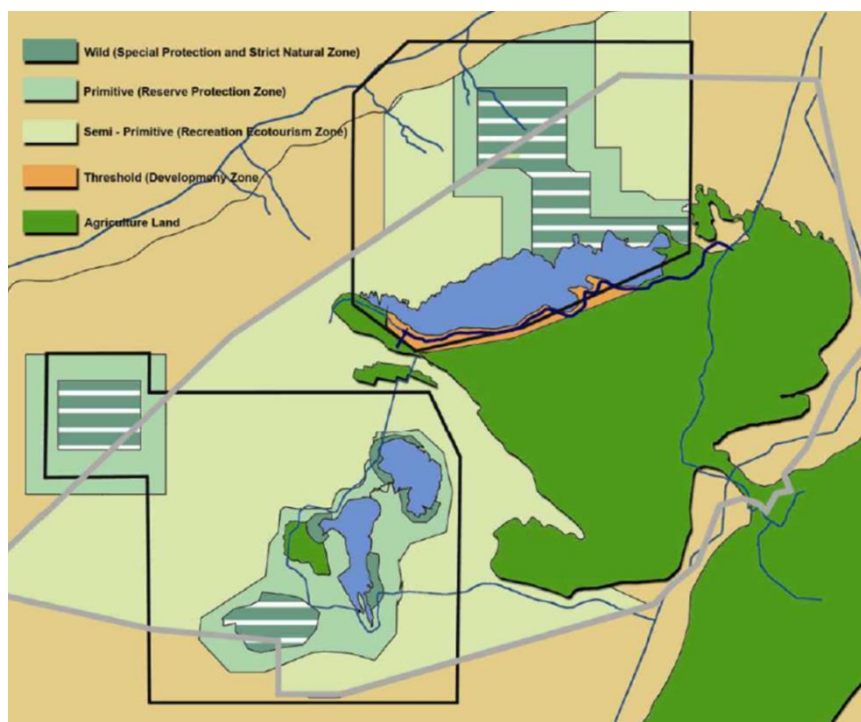 Wild (Special Protection and Strict Natural Zone)
Primitive (Reserve Protection Zone)
Semi - Primitive (Recreation Ecotourism Zone)
Threshold (Developmeny Zone
Agriculture Land